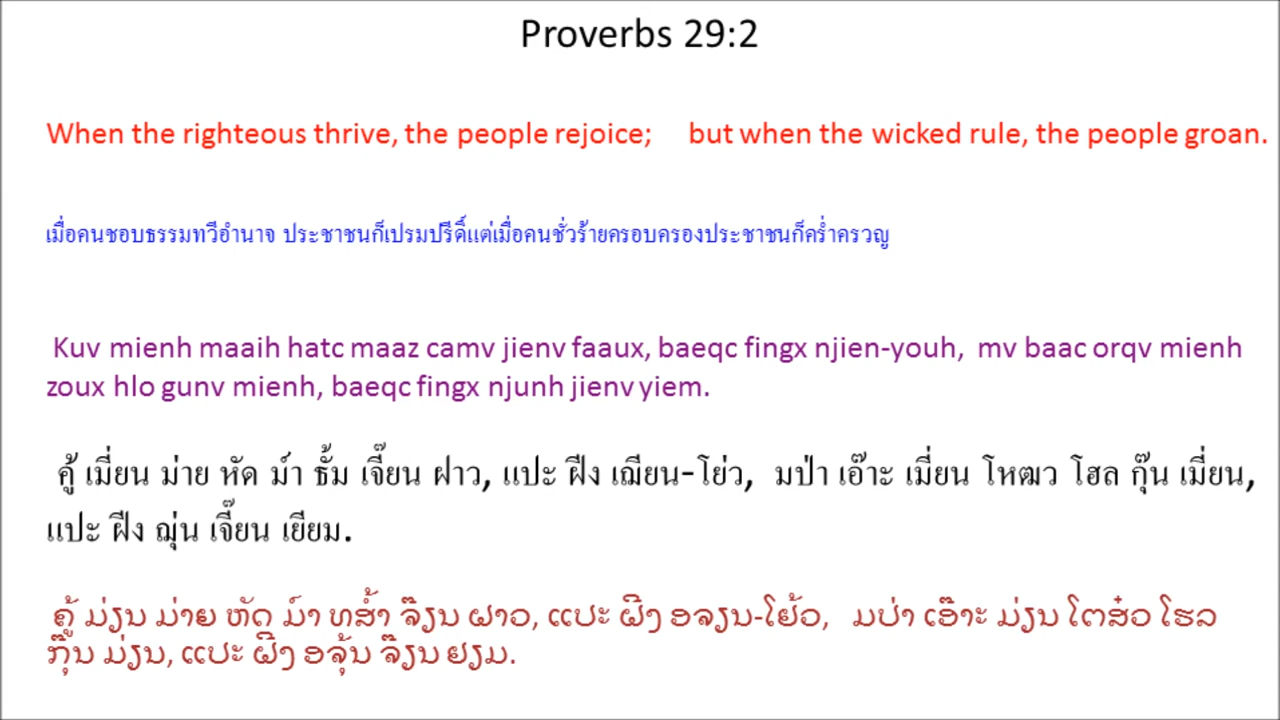 Proverbs 29:2
When the righteous thrive, the people rejoice; but when the wicked rule, the people groan.
เมื่อคนชอบธรรมทวีอำนาจ ประชาชนก็เปรมปรีดิ์แต่เมื่อคนชั่วร้ายครอบครองประชาชนก็คร่ำครวญ
Kuv mienh maaih hatc maaz camv jienv faaux, baeqc fingx njien-youh, mv baac orqv mienh
zoux hlo gunv mienh, baeqc fingx njunh jienv yiem.
คู้ เมี่ยน ม่าย หัด ม์า ธั้ม เจี๊ยน ฝาว, แปะ ฝีง เฌียน-โย่ว, มป่า เอ๊าะ เมี่ยน โหฒว โฮล กุ๊น เมี่ยน,
แปะ ฝีง ฌุ่น เจี๊ยน เยียม.
ຄູ້ ມ່ຽນ ມ່າຍ ຫັດ ມ໌າ ທສ້ຳ ຈ໊ຽນ ຝາວ, ແປະ ຝີງ ອຈຽນ-ໂຢ້ວ, ມປ່າ ເອ໊າະ ມ່ຽນ ໂຕສ໋ວ ໂຮລ
ກຸ໊ນ ມ່ຽນ, ແປະ ຝີງ ອຈຸ້ນ ຈ໊ຽນ ຢຽມ.